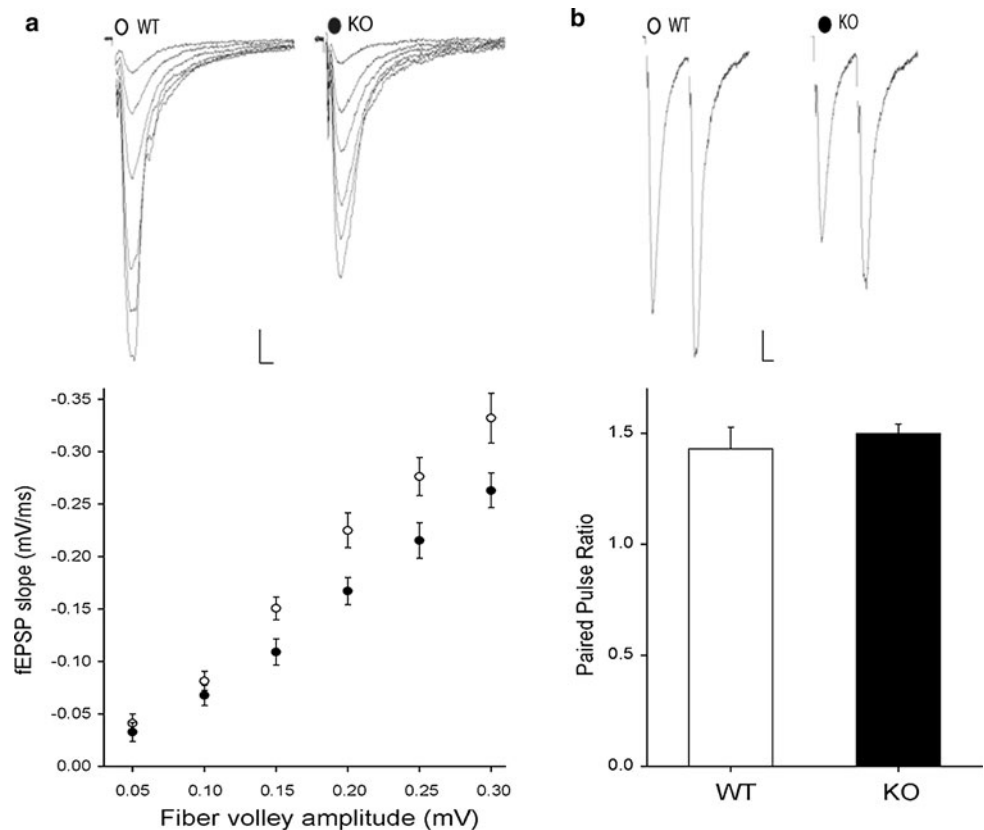 a
WT
KO
b
WT
KO
-0.35
-0.30
-0.25
-0.20
-0.15
-0.10
-0.05
0.00
fEPSP slope (mV/ms)
0.05 0.10 0.15 0.20 0.25 0.30
Fiber volley amplitude (mV)
1.5
1.0
0.5
0.0
Paired Pulse Ratio
WT KO